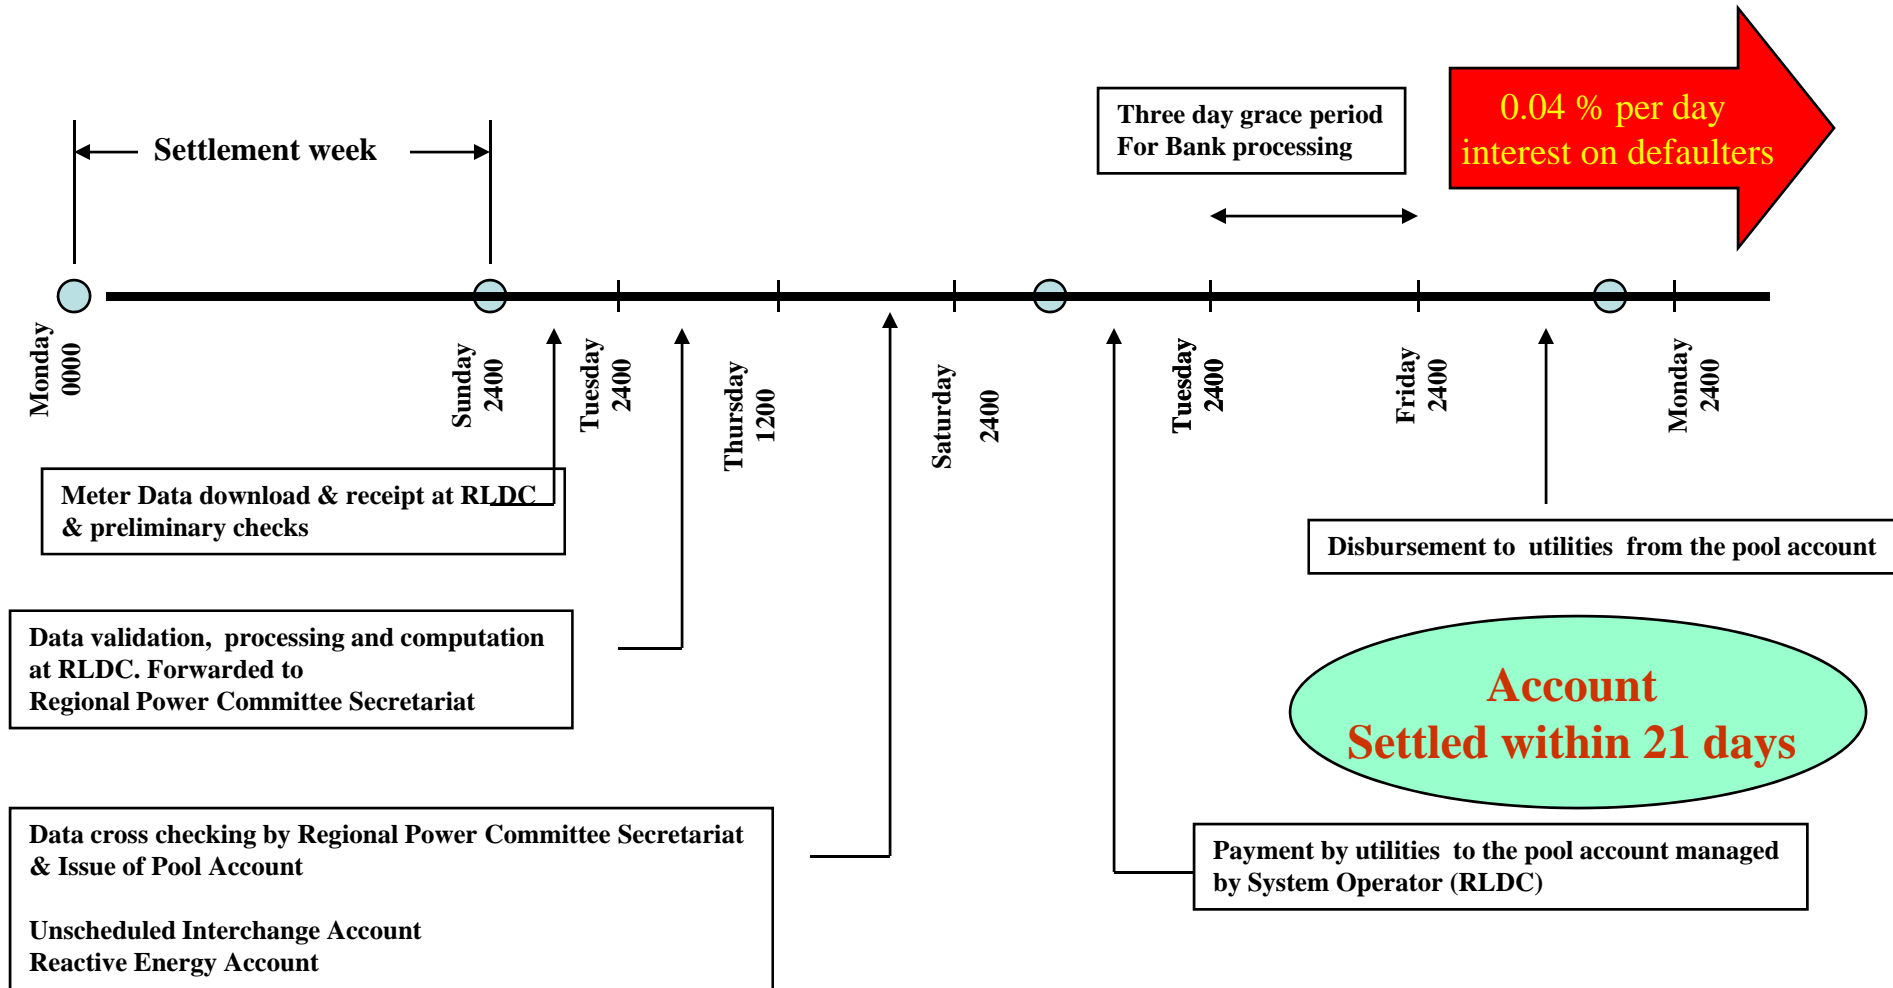 0.04 % per day
interest on defaulters
Three day grace period
For Bank processing
Settlement week
Monday
0000
Sunday
2400
Tuesday
2400
Thursday
1200
Saturday
2400
Tuesday
2400
Friday
2400
Monday
2400
Meter Data download & receipt at RLDC
& preliminary checks
Disbursement to utilities from the pool account
Data validation, processing and computation
at RLDC. Forwarded to
Regional Power Committee Secretariat
Account
Settled within 21 days
Data cross checking by Regional Power Committee Secretariat
& Issue of Pool Account
Unscheduled Interchange Account
Reactive Energy Account
Payment by utilities to the pool account managed
by System Operator (RLDC)